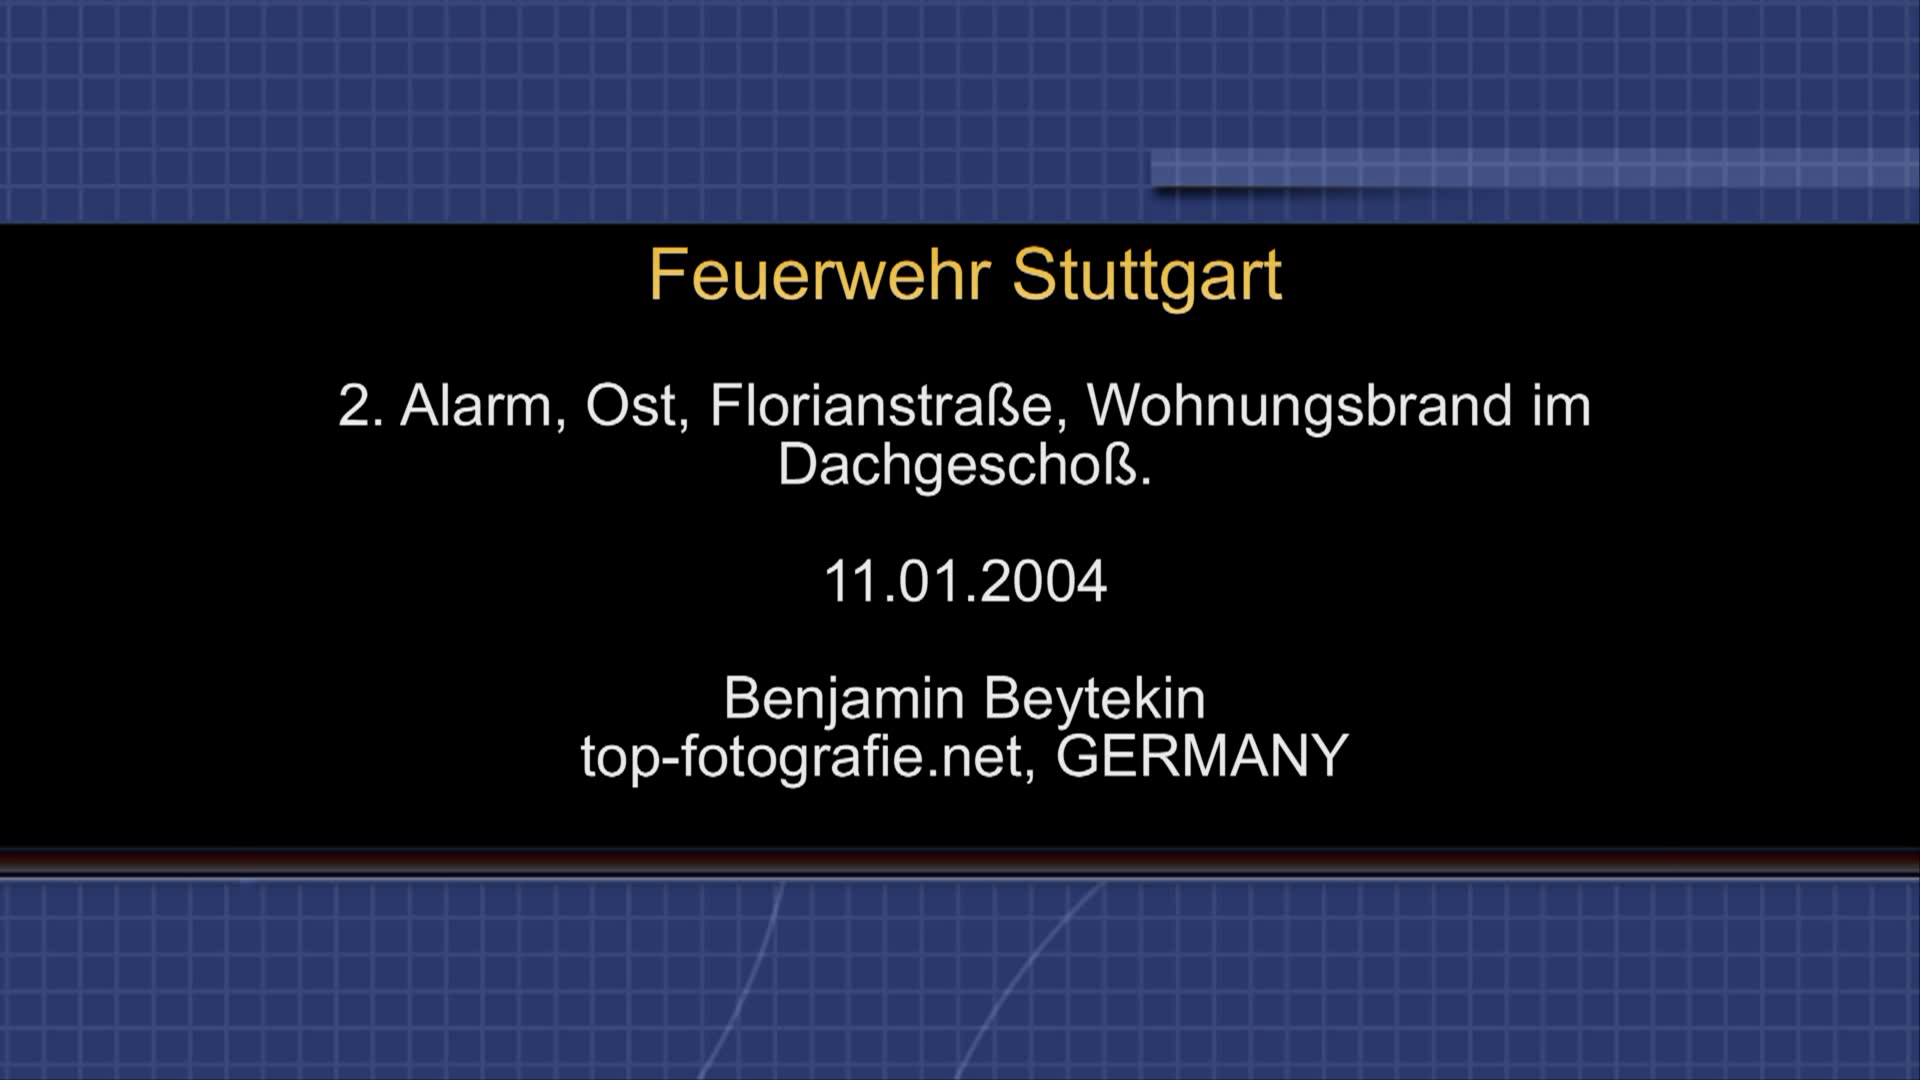 Feuerwehr Stuttgart
2. Alarm, Ost, Florianstraße, Wohnungsbrand im
Dachgeschoß.
11.01.2004
Benjamin Beytekin
top-fotografie.net, GERMANY